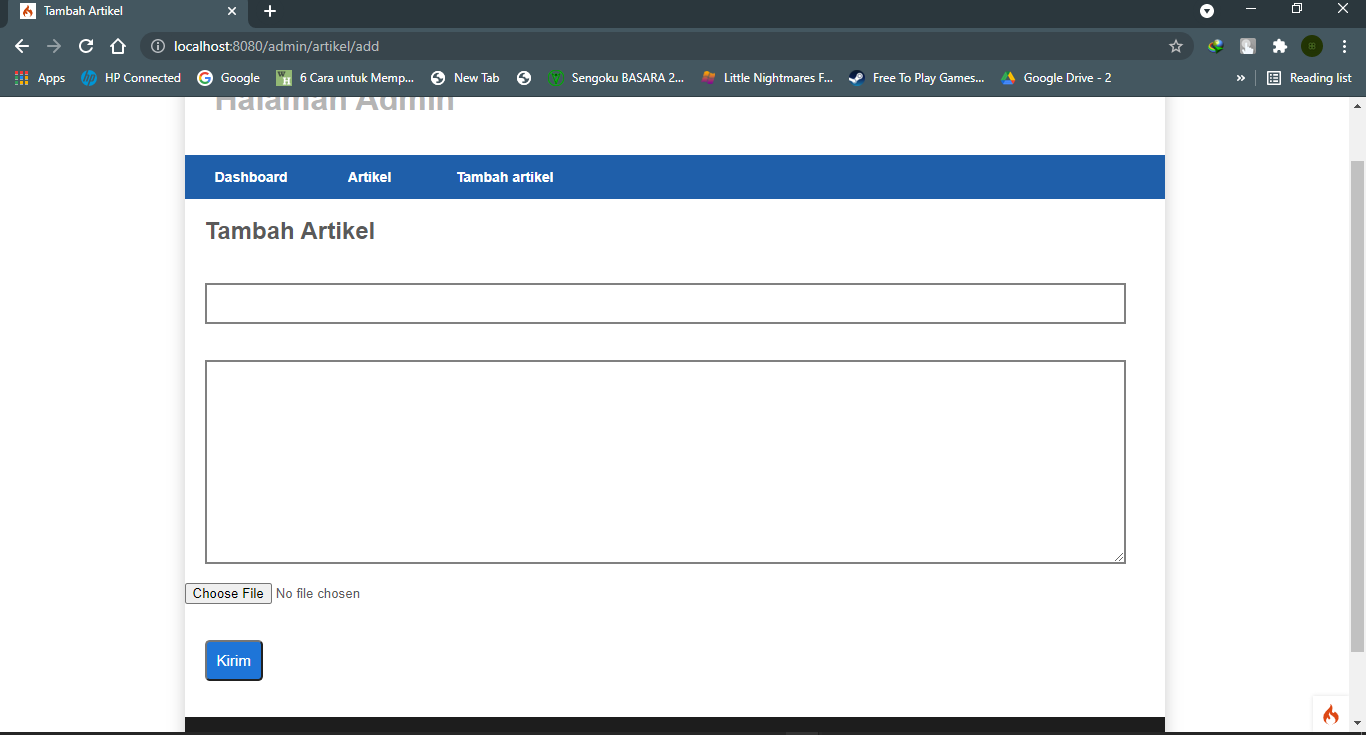 Tambah Artikel
localhost:8080/admin/artikel/add
Apps HP Connected Google 6 Cara untuk Memp... New Tab Sengoku BASARA 2... Little Nightmares F... Free To Play Games... Google Drive - 2 » Reading list
Halaman Admin
Dashboard Artikel Tambah artikel
Tambah Artikel
Choose File No file chosen
Kirim